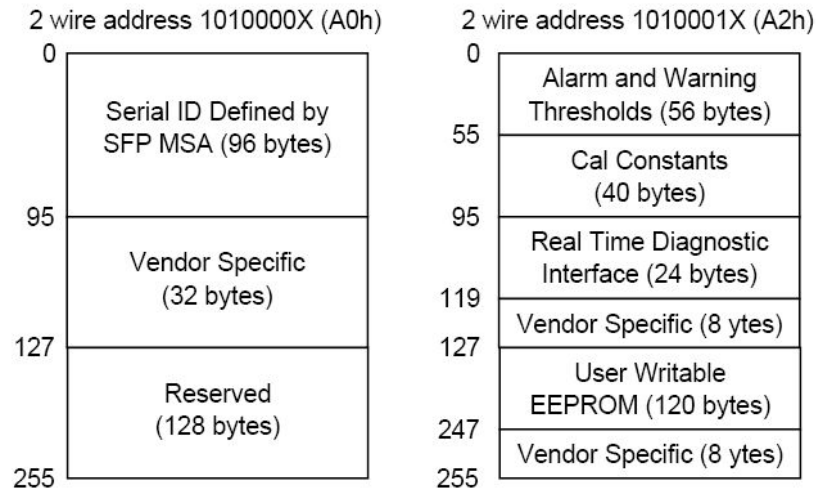 2 wire address 1010000X (A0h)
0
Serial ID Defined by
SFP MSA (96 bytes)
95
Vendor Specific
(32 bytes)
127
Reserved
(128 bytes)
255
2 wire address 1010001X (A2h)
0
Alarm and Warning
Thresholds (56 bytes)
55
Cal Constants
(40 bytes)
95
Real Time Diagnostic
Interface (24 bytes)
119
Vendor Specific (8 ytes)
127
User Writable
EEPROM (120 bytes)
247
Vendor Specific (8 ytes)
255